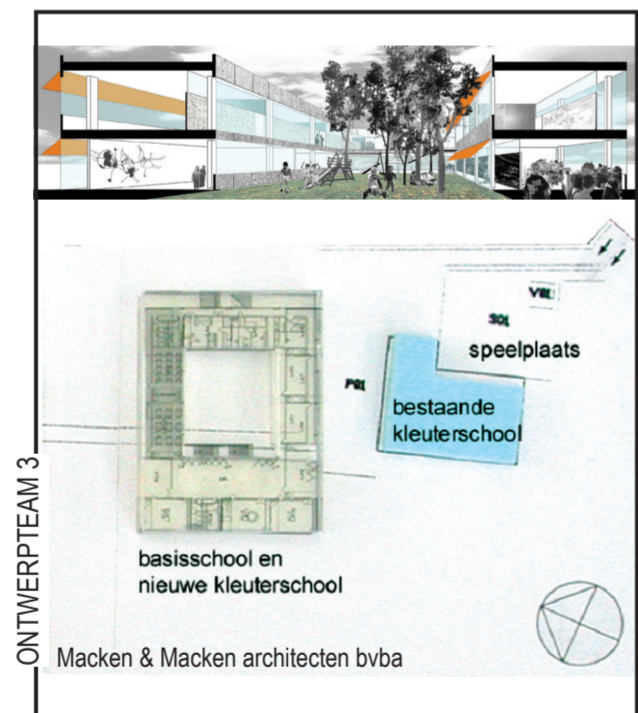 speelplaats
bestaande
kleuterschool
basisschool en
nieuwe kleuterschool
ONTWERPTEAM 3
Macken & Macken architecten bvba